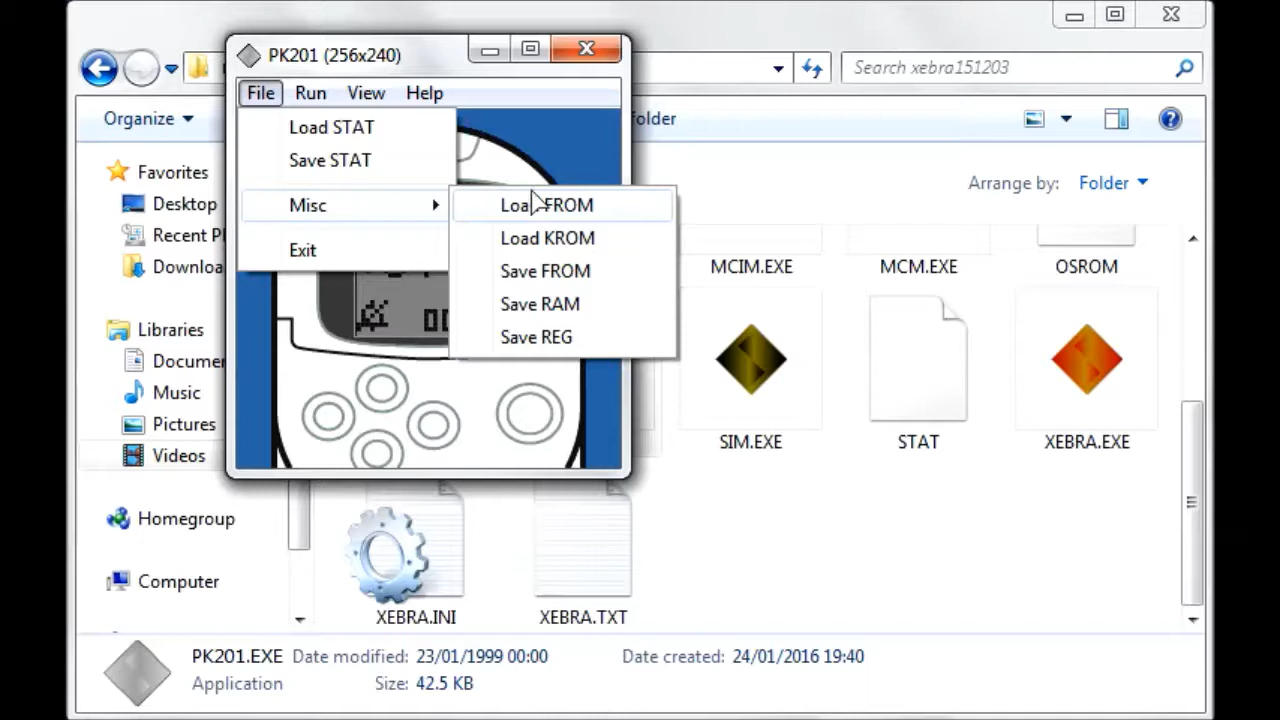 PK201 (256x240)
Search xebra151203
File Run View Help
Organize
Folder
Load STAT
Save STAT
Misc
Exit
Load FROM
Load KROM
Save FROM
Save RAM
Save REG
Favorites
Desktop
Recent
Arrange by: Folder
MCIM.EXE MCM.EXE OSROM
Libraries
Music
Pictures
Videos
SIM.EXE STAT XEBRA.EXE
Homegroup
Computer
XEBRA.INI XEBRA.TXT
PK201.EXE Date modified: 23/01/1999 00:00 Date created: 24/01/2016 19:40
Application Size: 42.5 KB